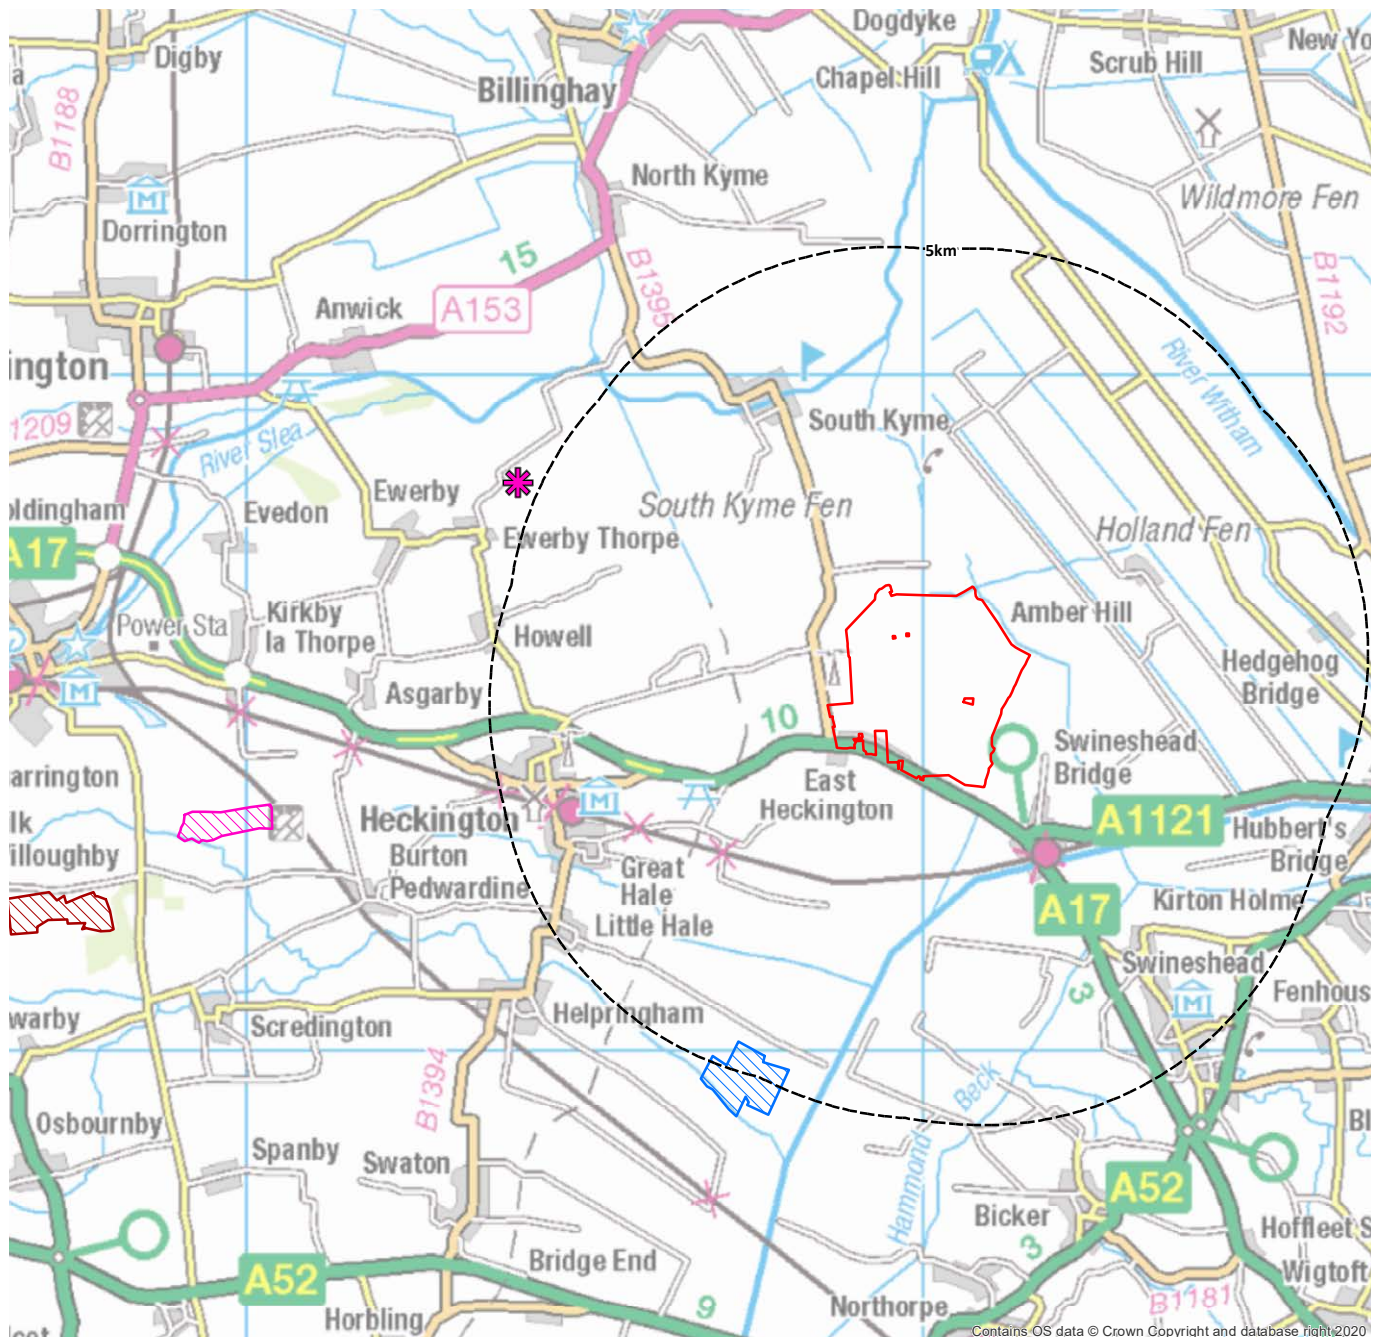 Dogdyke
New Yo
Digby
Scrub Hill
a
Chapel Hill
Billinghay
B1188
North Kyme
Wildmore Fen
Dorrington
5km
15
B1395
B1192
Anwick
A153
ington
River Witham
1209
South Kyme
River Slea
Ewerby
South Kyme Fen
oldingham
Evedon
Holland Fen
Ewerby Thorpe
A17
Kirkby
la Thorpe
Amber Hill
Power Sta
Howell
Hedgehog
Bridge
Asgarby
10
Swineshead
Bridge
arrington
East
Heckington
Heckington
A1121
lk
illoughby
Hubbert's
Bridge
Burton
Pedwardine
Great
Hale
A17
Kirton Holme
Little Hale
Swineshead
3
Fenhous
warby
Scredington
Helpringham
Beck
B1394
Osbournby
Bl
Spanby
Swaton
Hammond
A52
Bicker
Hoffleet S
3
Bridge End
Wigtoft
A52
B1181
9
Northorpe
Horbling
cot
Contains OS data © Crown Copyright and database right 2020